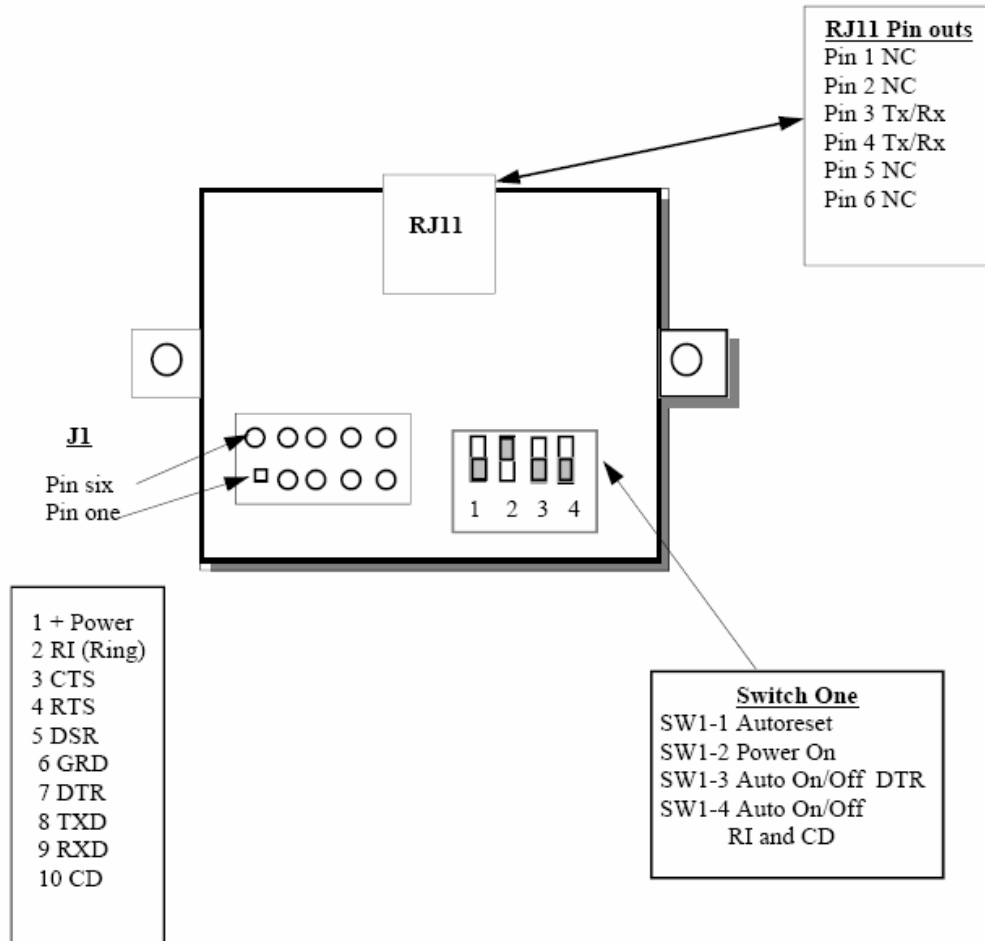 RJ11 Pin outs
Pin 1 NC
Pin 2 NC
Pin 3 Tx/Rx
Pin 4 Tx/Rx
Pin 5 NC
Pin 6 NC
RJ11
J1
Pin six
Pin one
1 2 3 4
1 + Power
2 RI (Ring)
3 CTS
4 RTS
5 DSR
6 GRD
7 DTR
8 TXD
9 RXD
10 CD
Switch One
SW1-1 Autoreset
SW1-2 Power On
SW1-3 Auto On/Off DTR
SW1-4 Auto On/Off
RI and CD